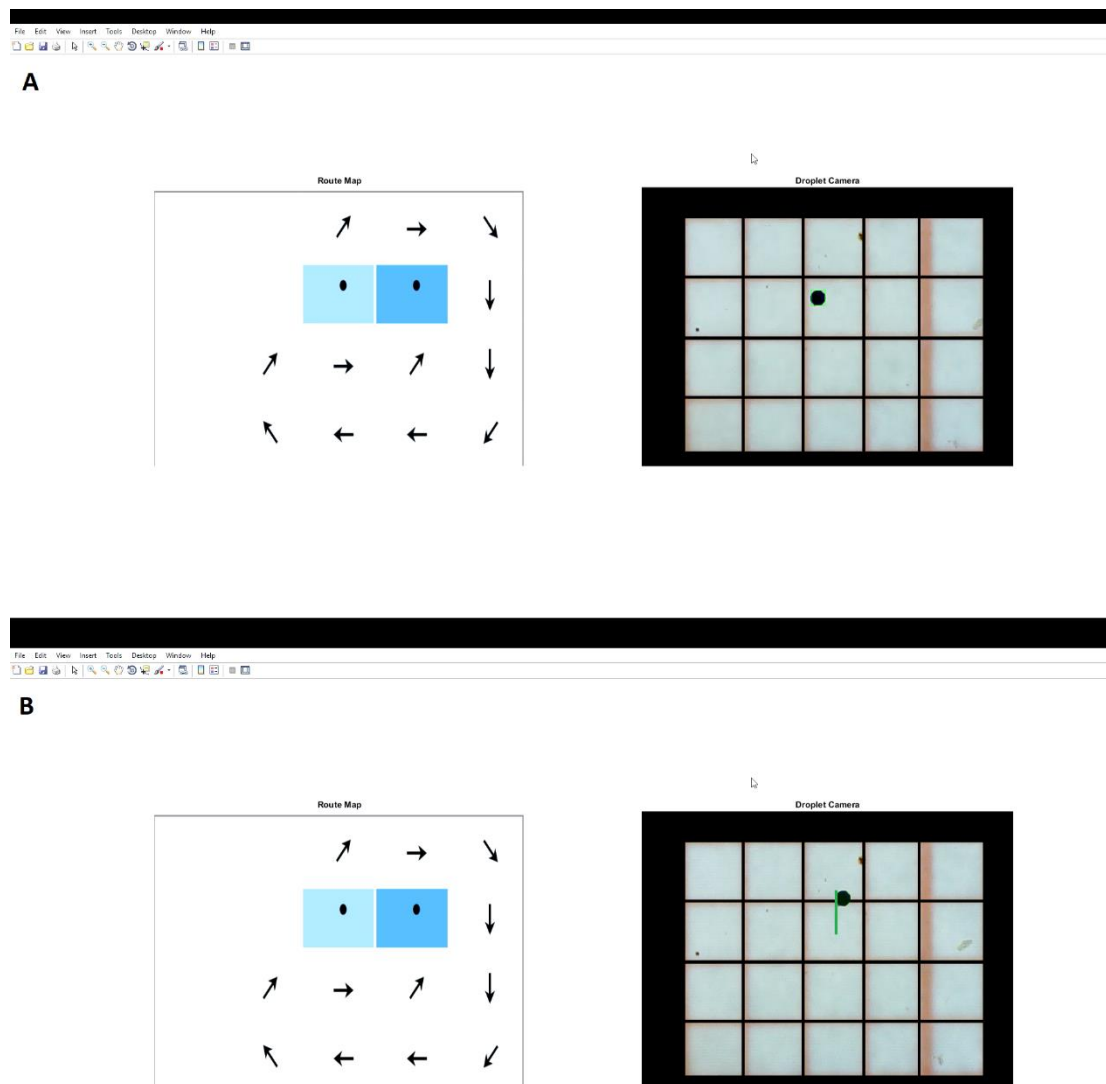 File Edit View Insert Tools Desktop Window Help
A
Route Map
Droplet Camera
File Edit View Insert Tools Desktop Window Help
B
Route Map
Droplet Camera